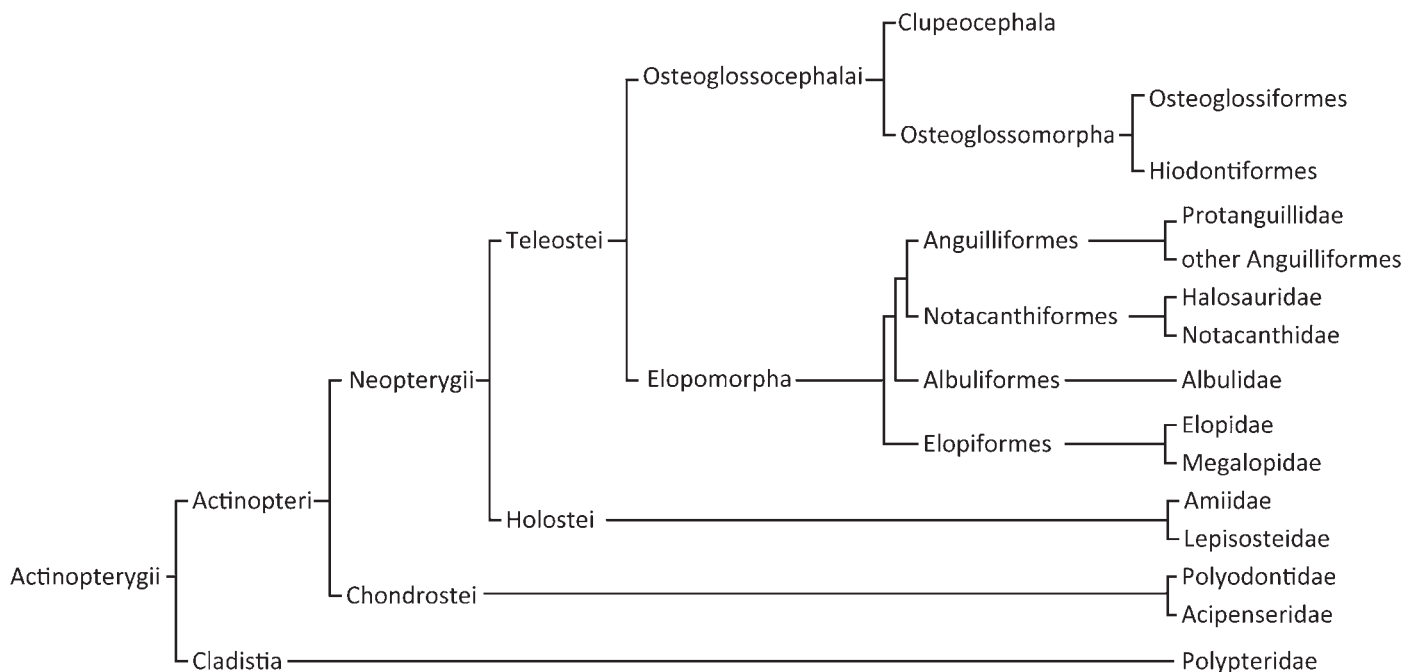 Clupeocephala
Osteoglossocephalai
Osteoglossiformes
Osteoglossomorpha
Hiodontiformes
Protanguillidae
Teleostei
Anguilliformes
other Anguilliformes
Halosauridae
Notacanthiformes
Notacanthidae
Neopterygii
Elopomorpha
Albuliformes
Albulidae
Elopidae
Elopiformes
Megalopidae
Actinopteri
Amiidae
Holostei
Lepisosteidae
Actinopterygii
Polyodontidae
Chondrostei
Acipenseridae
Cladistia
Polypteridae